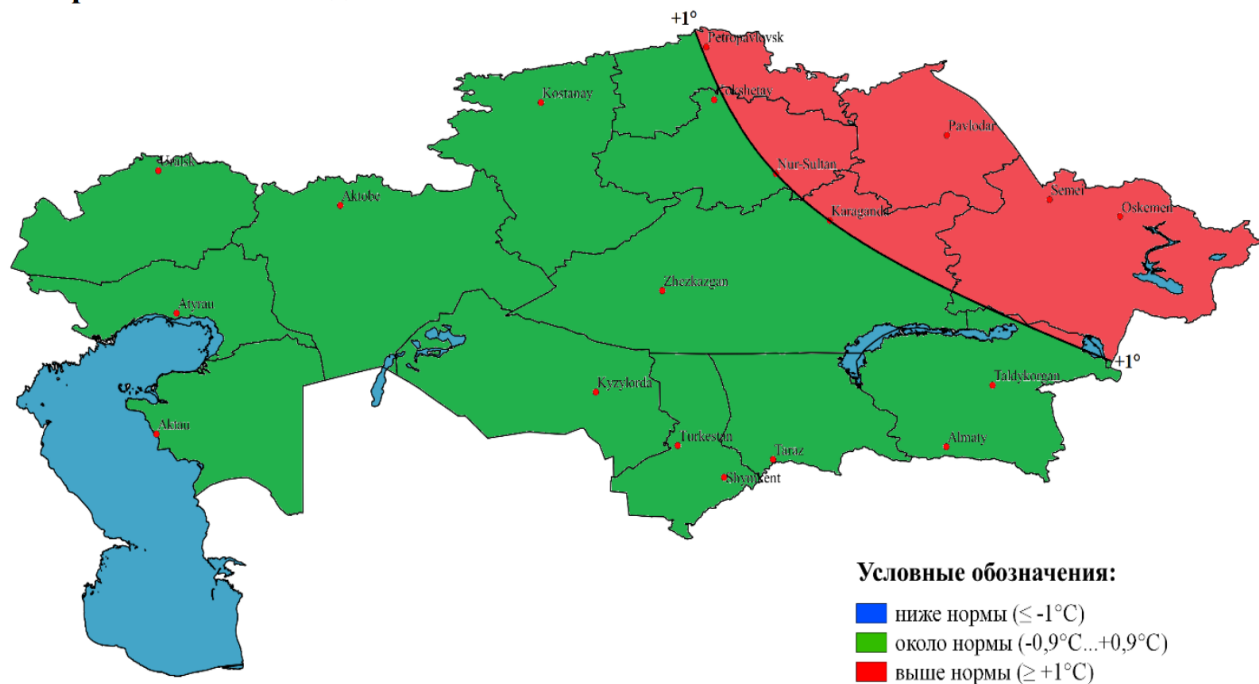 +1°
Petropavlovsk
Kostanay
Pavlodar
Uralsk
Nur-Sultan
Semei
Aktobe
Karaganda
Oskemen
Zhezkazgan
Atyrau
+1°
Kyzylorda
Taldykorgan
Aktau
Turkestan
Almaty
Taraz
Shymkent
Условные обозначения:
ниже нормы (≤ -1°C)
около нормы (-0,9°C...+0,9°C)
выше нормы (≥ +1°C)